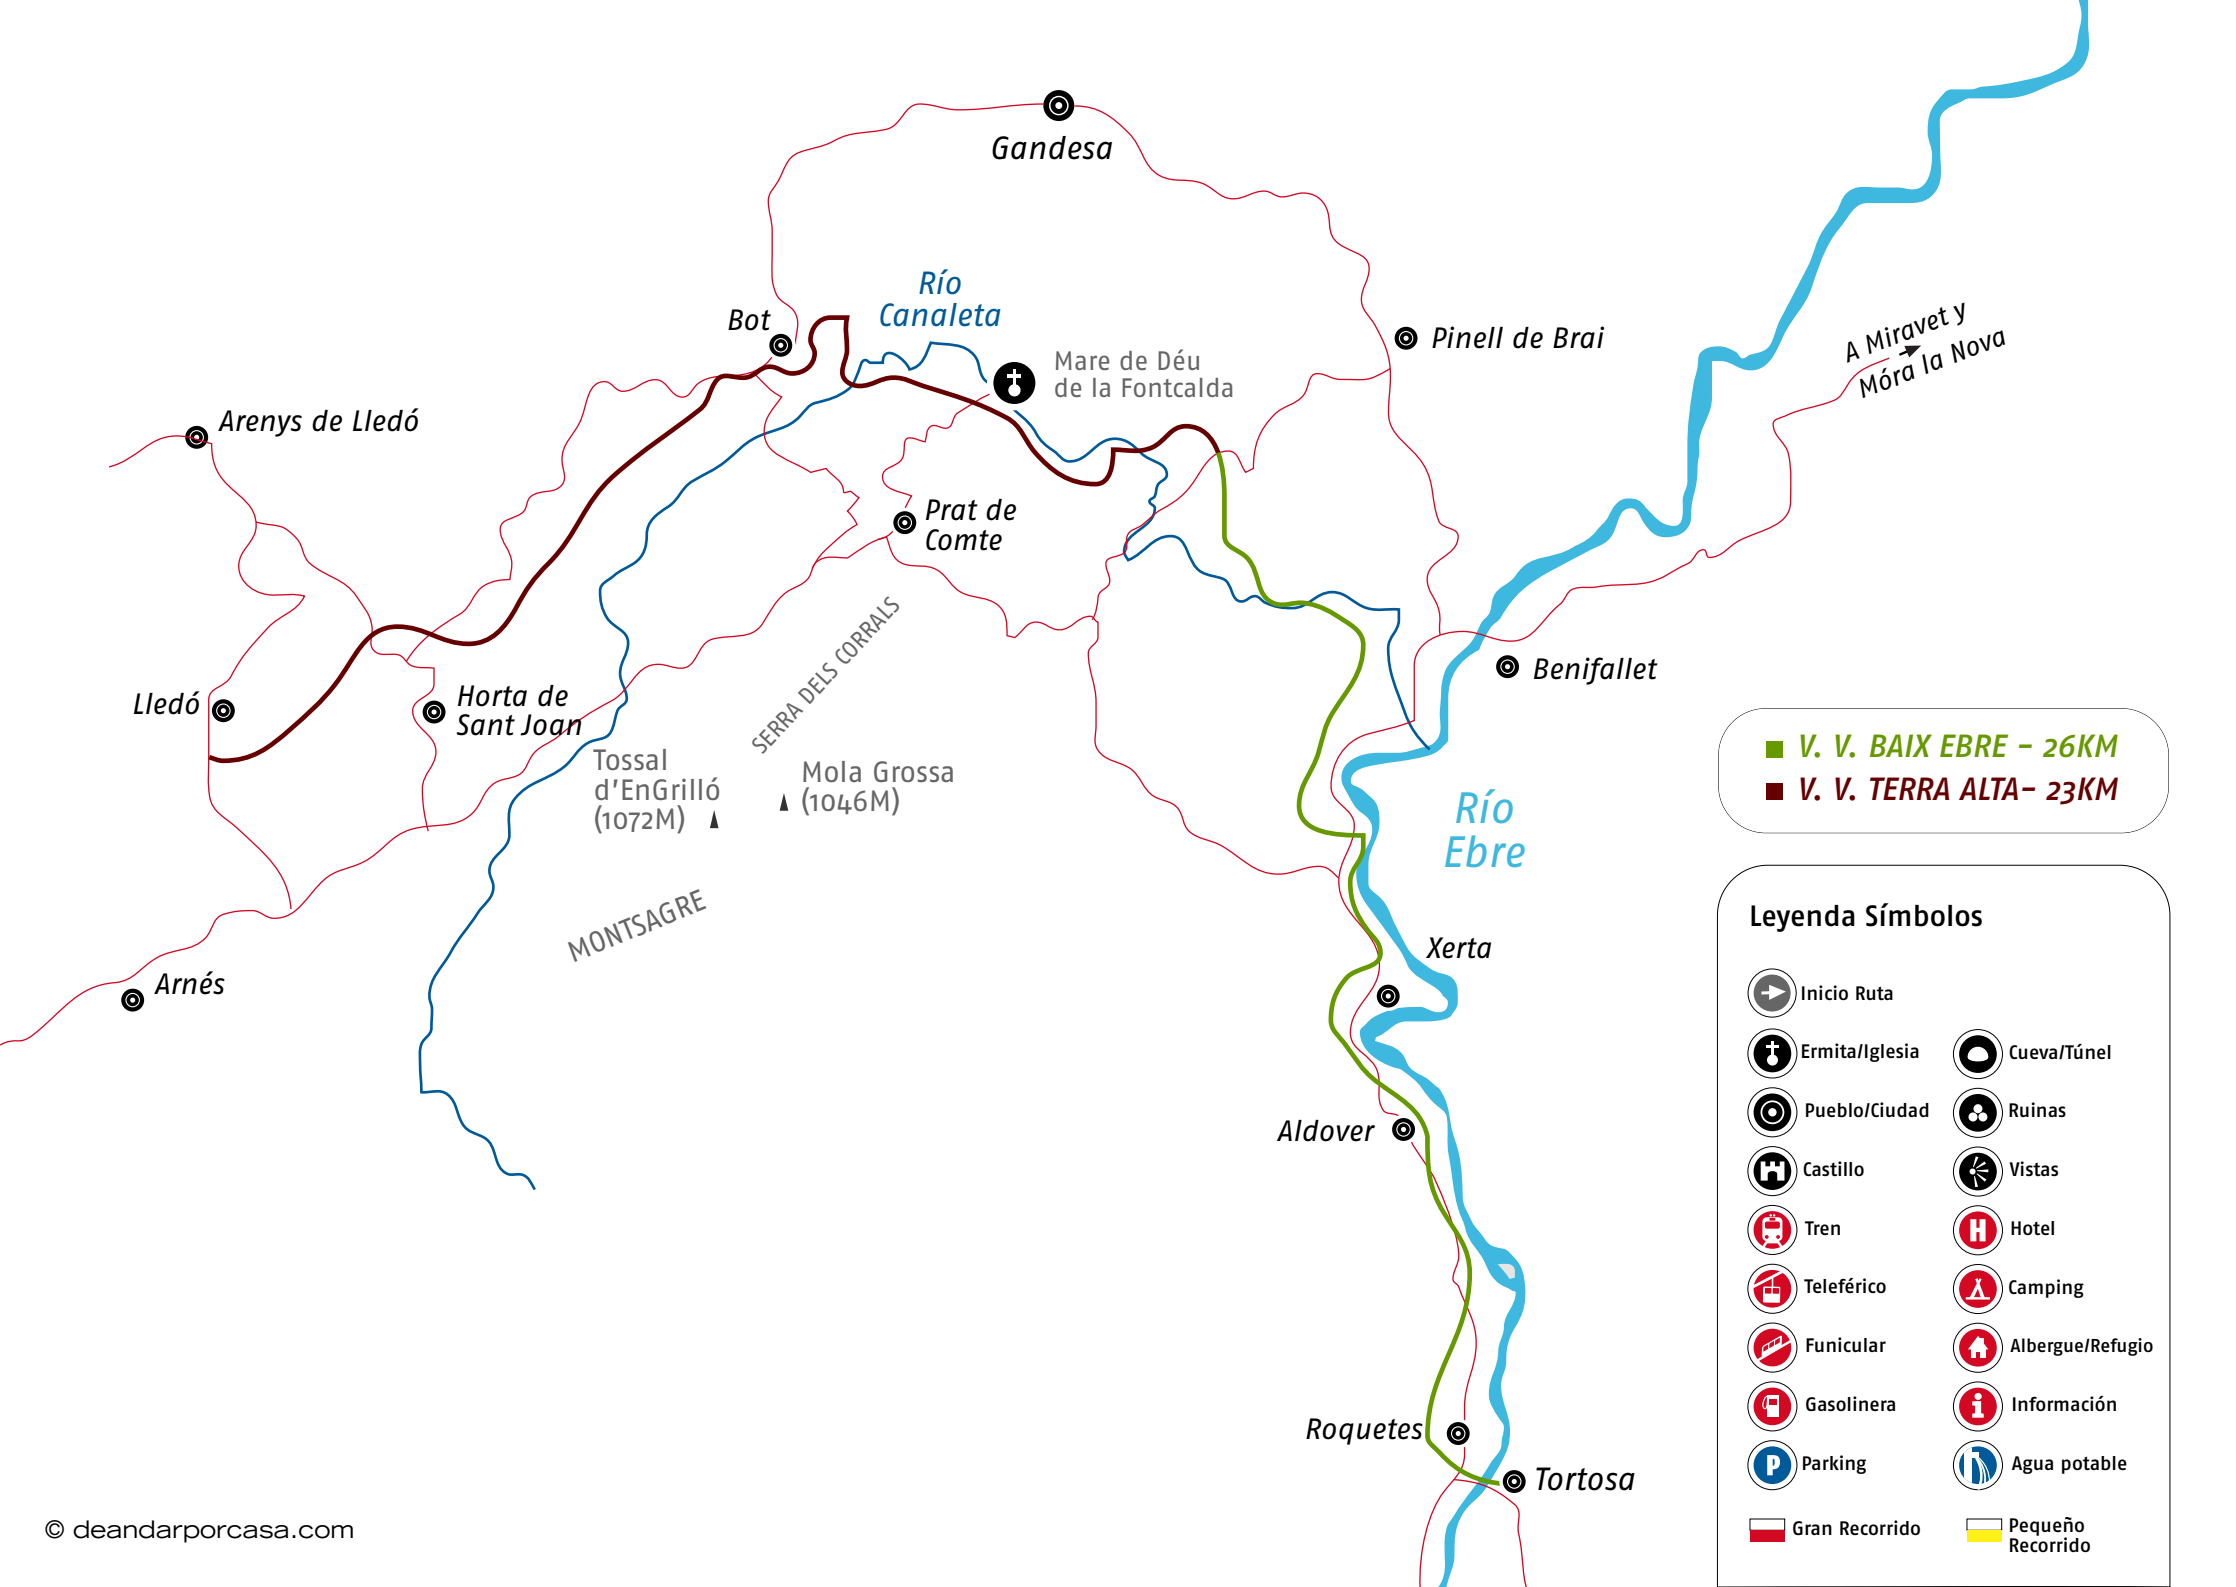 Gandesa
Río
Canaleta
Bot
Mare de Déu
de la Fontcalda
Pinell de Brai
A Miravet y
Móra la Nova
Arenys de Lledó
Prat de
Comte
SERRA DELS CORRALS
Benifallet
Lledó
Horta de
Sant Joan
Tossal
d'EnGrilló
(1072M)
Mola Grossa
(1046M)
V. V. BAIX EBRE - 26KM
V. V. TERRA ALTA- 23KM
Río
Ebre
MONTSAGRE
Arnés
Xerta
Aldover
Roquetes
Tortosa
Leyenda Símbolos
Inicio Ruta
Ermita/Iglesia
Cueva/Túnel
Pueblo/Ciudad
Ruinas
Castillo
Vistas
Tren
Hotel
Teleférico
Camping
Funicular
Albergue/Refugio
Gasolinera
Información
Parking
Agua potable
Gran Recorrido
Pequeño
Recorrido
© deandarporcasa.com